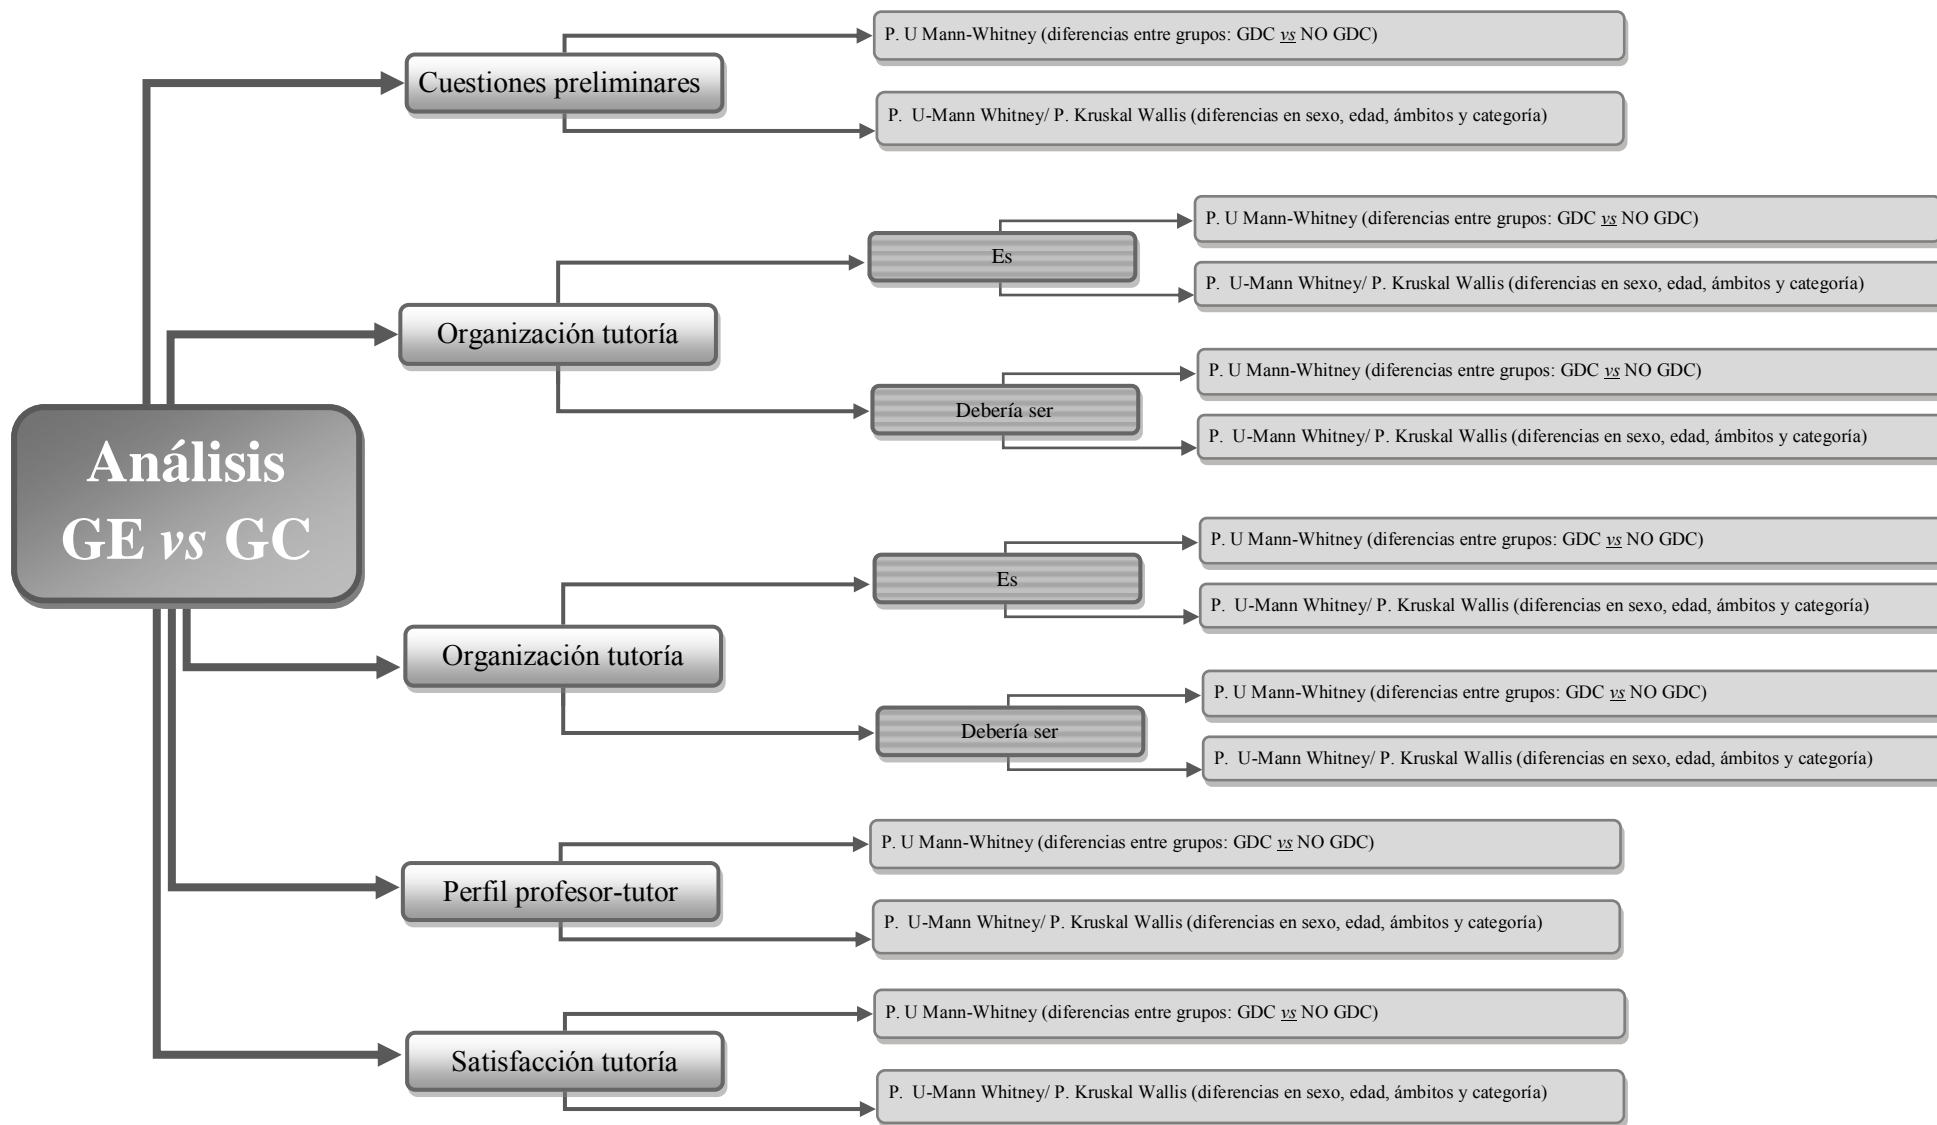 P. U Mann-Whitney (diferencias entre grupos: GDC vs NO GDC)
Cuestiones preliminares
P. U-Mann Whitney/ P. Kruskal Wallis (diferencias en sexo, edad, ámbitos y categoría)
P. U Mann-Whitney (diferencias entre grupos: GDC vs NO GDC)
Es
P. U-Mann Whitney/ P. Kruskal Wallis (diferencias en sexo, edad, ámbitos y categoría)
Organización tutoría
P. U Mann-Whitney (diferencias entre grupos: GDC vs NO GDC)
Debería ser
P. U-Mann Whitney/ P. Kruskal Wallis (diferencias en sexo, edad, ámbitos y categoría)
Análisis
GE vs GC
P. U Mann-Whitney (diferencias entre grupos: GDC vs NO GDC)
Es
P. U-Mann Whitney/ P. Kruskal Wallis (diferencias en sexo, edad, ámbitos y categoría)
Organización tutoría
P. U Mann-Whitney (diferencias entre grupos: GDC vs NO GDC)
Debería ser
P. U-Mann Whitney/ P. Kruskal Wallis (diferencias en sexo, edad, ámbitos y categoría)
P. U Mann-Whitney (diferencias entre grupos: GDC vs NO GDC)
Perfil profesor-tutor
P. U-Mann Whitney/ P. Kruskal Wallis (diferencias en sexo, edad, ámbitos y categoría)
P. U Mann-Whitney (diferencias entre grupos: GDC vs NO GDC)
Satisfacción tutoría
P. U-Mann Whitney/ P. Kruskal Wallis (diferencias en sexo, edad, ámbitos y categoría)